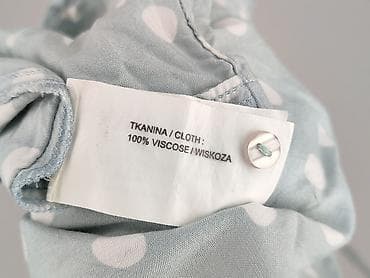 TKANINA / CLOTH :
100% VISCOSE / WISKOZA